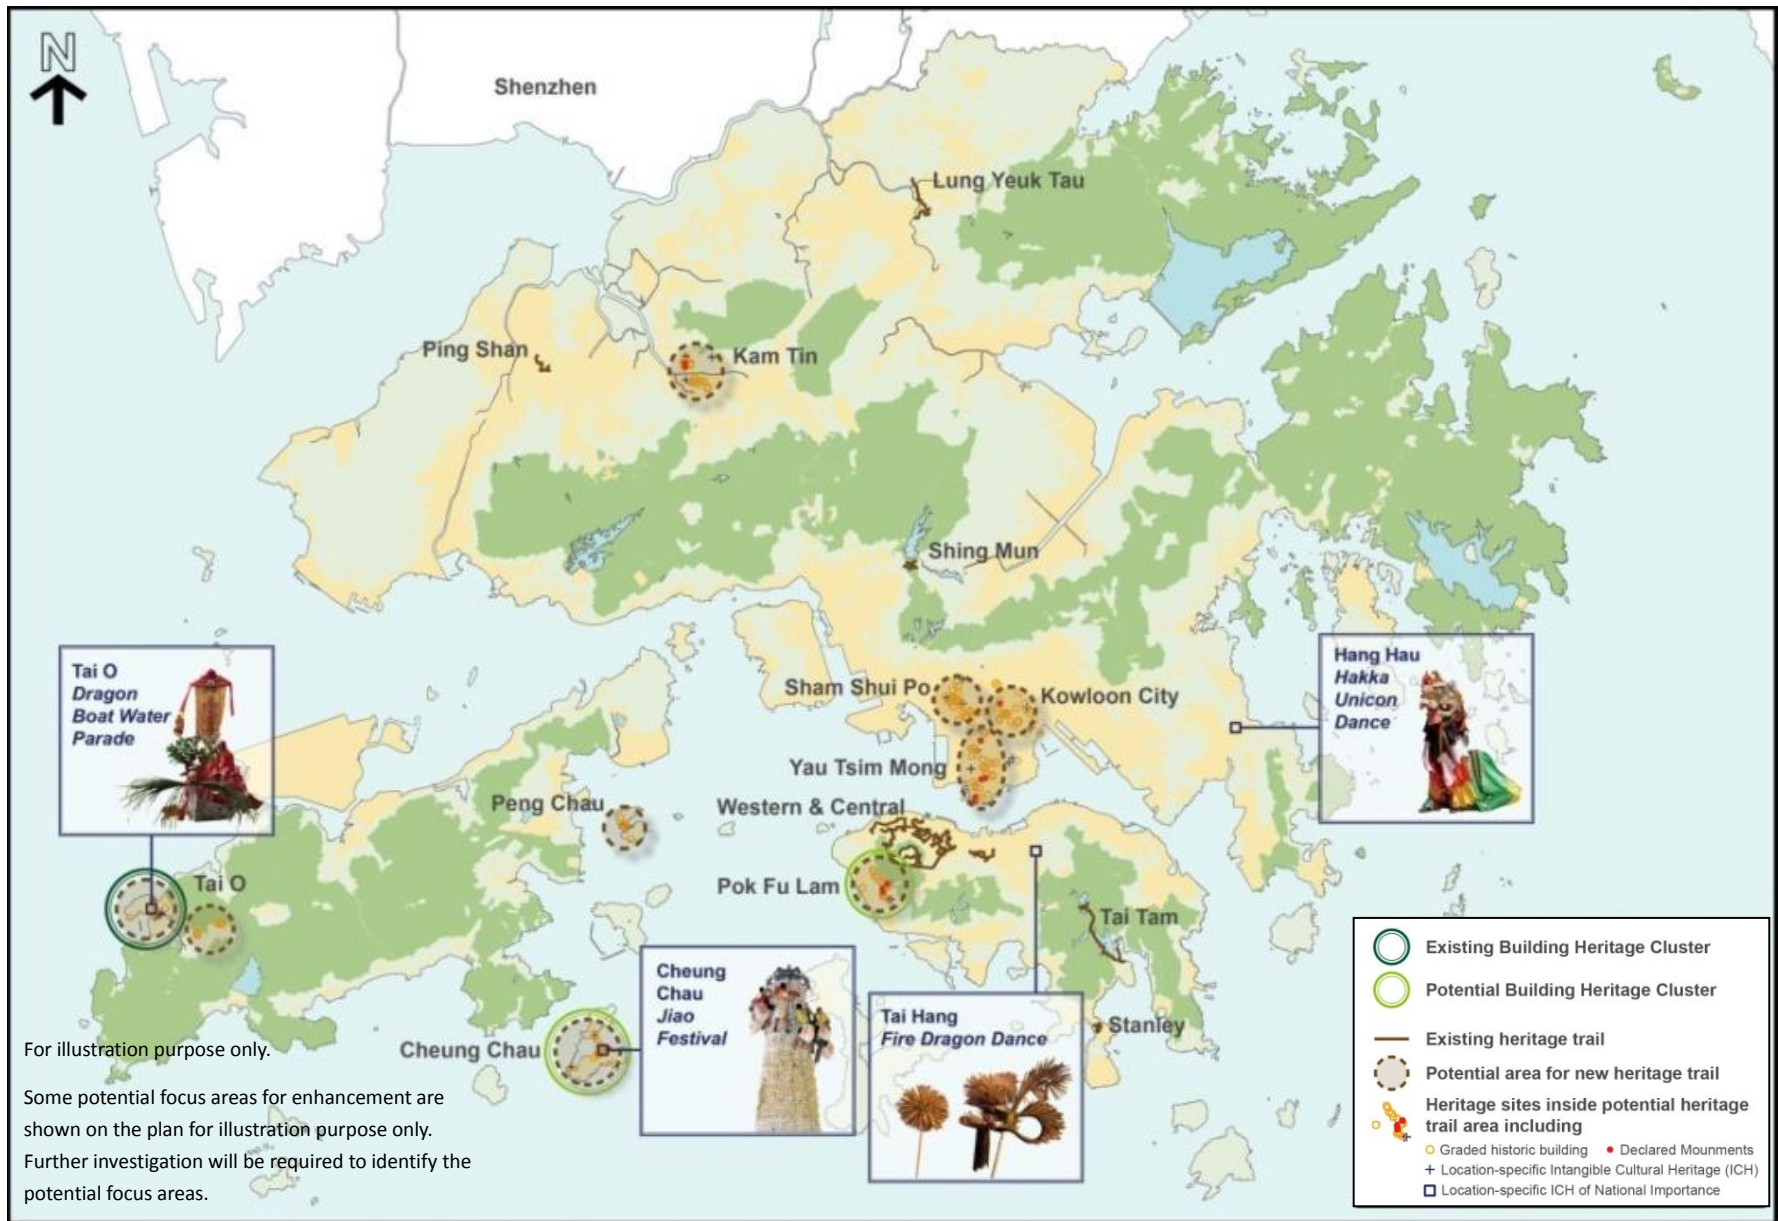 N
Shenzhen
Lung Yeuk Tau
Ping Shan
Kam Tin
Shing Mun
Tai O
Dragon
Boat Water
Parade
Hang Hau
Hakka
Unicon
Dance
Sham Shui Po
Kowloon City
Yau Tsim Mong
Peng Chau
Western & Central
Tai O
Pok Fu Lam
Tai Tam
Cheung
Chau
Jiao
Festival
Tai Hang
Fire Dragon Dance
Stanley
Cheung Chau
For illustration purpose only.
Some potential focus areas for enhancement are
shown on the plan for illustration purpose only.
Further investigation will be required to identify the
potential focus areas.
Existing Building Heritage Cluster
Potential Building Heritage Cluster
Existing heritage trail
Potential area for new heritage trail
Heritage sites inside potential heritage
trail area including
Graded historic building
Declared Mounments
Location-specific Intangible Cultural Heritage (ICH)
Location-specific ICH of National Importance